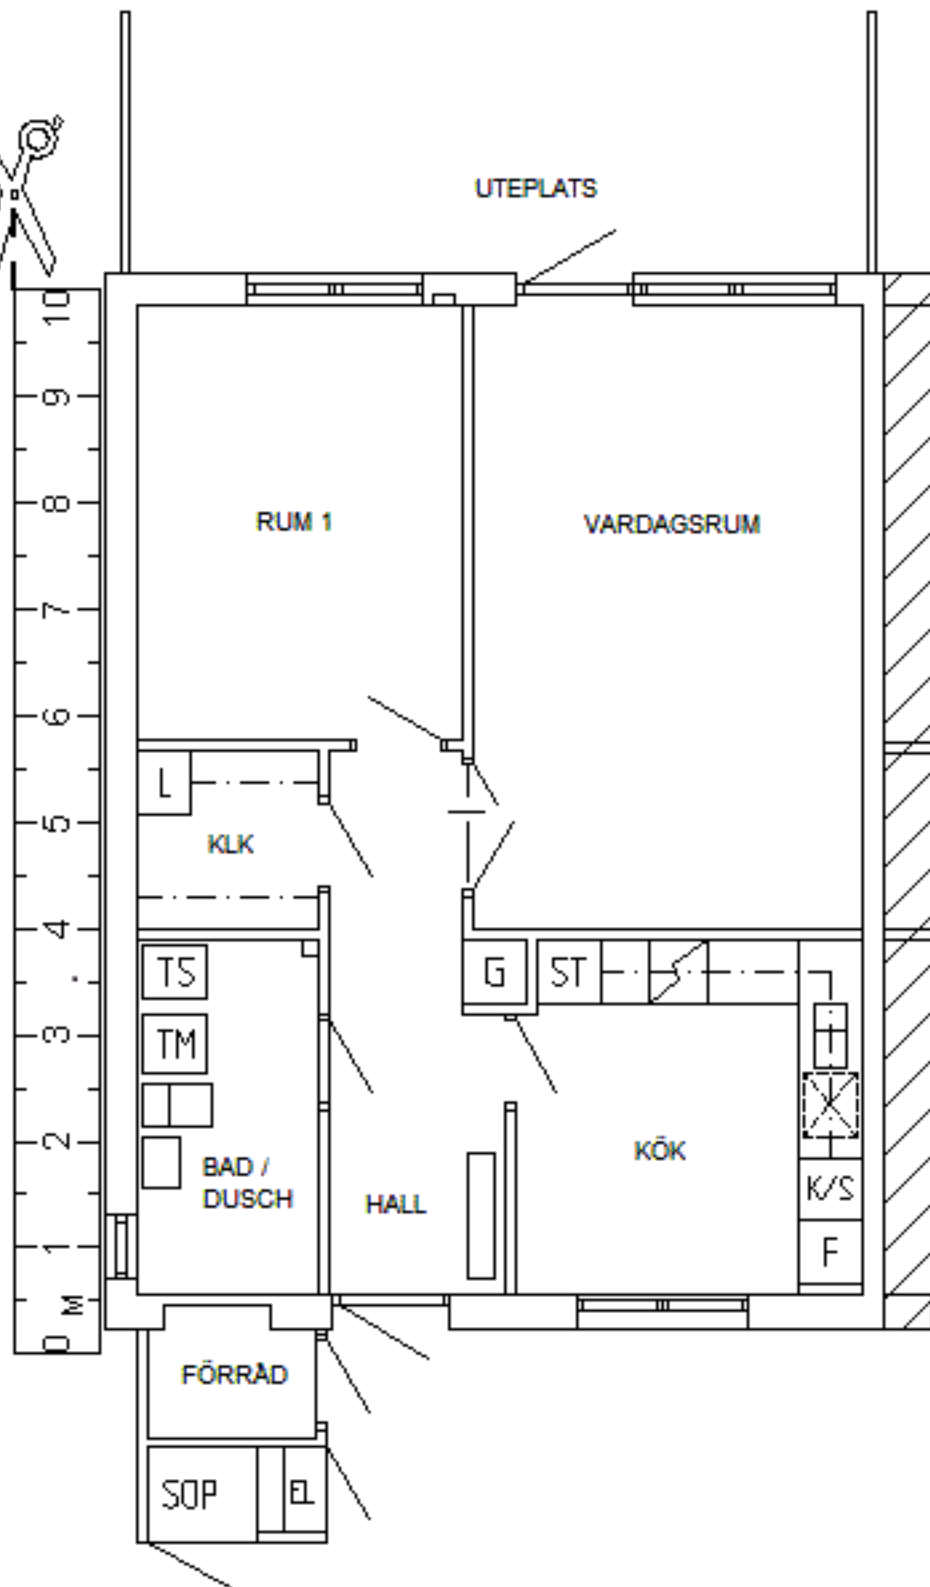 UTEPLATS
10
9
8
7
6
5
4
3
2
1
M
0
RUM 1
VARDAGSRUM
L
KLK
TS
TM
BAD /
DUSCH
G
ST
HALL
KÖK
K/S
F
FÖRRÅD
SOP
EL